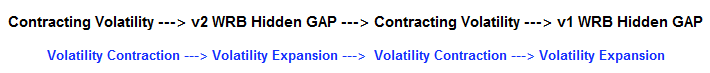 Contracting Volatility ---> v2 WRB Hidden GAP ---> Contracting Volatility ---> v1 WRB Hidden GAP
Volatility Contraction ---> Volatility Expansion ---> Volatility Contraction ---> Volatility Expansion